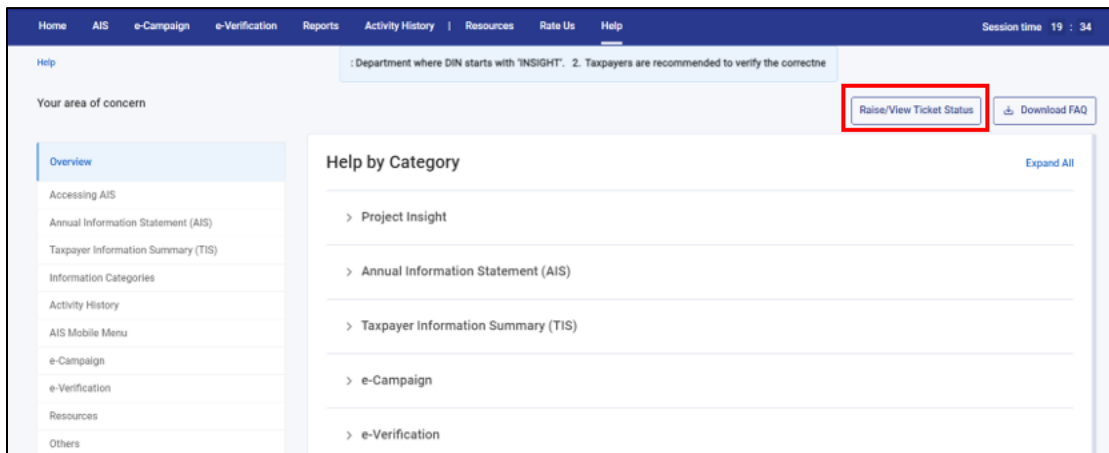 Home AIS e-Campaign e-Verification Reports Activity History | Resources Rate Us Help Session time 19 : 34
Help : Department where DIN starts with 'INSIGHT'. 2. Taxpayers are recommended to verify the correctne
Your area of concern Raise/View Ticket Status Download FAQ
Overview
Accessing AIS
Annual Information Statement (AIS)
Taxpayer Information Summary (TIS)
Information Categories
Activity History
AIS Mobile Menu
e-Campaign
e-Verification
Resources
Others
Help by Category Expand All
> Project Insight
> Annual Information Statement (AIS)
> Taxpayer Information Summary (TIS)
> e-Campaign
> e-Verification